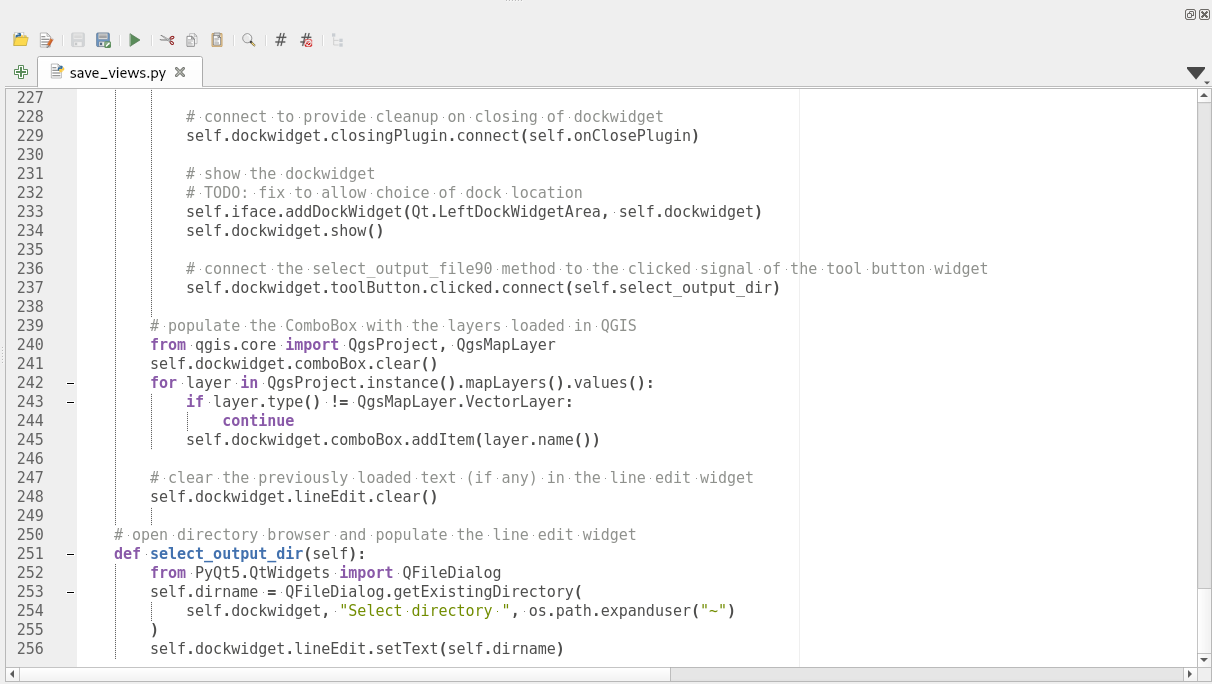 save_views.py
227
228 # connect to provide cleanup on closing of dockwidget
229 self.dockwidget.closingPlugin.connect(self.onClosePlugin)
230
231 # show the dockwidget
232 # TODO: fix to allow choice of dock location
233 self.iface.addDockWidget(Qt.LeftDockWidgetArea, self.dockwidget)
234 self.dockwidget.show()
235
236 # connect the select_output_file90 method to the clicked signal of the tool button widget
237 self.dockwidget.toolButton.clicked.connect(self.select_output_dir)
238
239 # populate the ComboBox with the layers loaded in QGIS
240 from qgis.core import QgsProject, QgsMapLayer
241 self.dockwidget.comboBox.clear()
242 for layer in QgsProject.instance().mapLayers().values():
243 if layer.type() != QgsMapLayer.VectorLayer:
244 continue
245 self.dockwidget.comboBox.addItem(layer.name())
246
247 # clear the previously loaded text (if any) in the line edit widget
248 self.dockwidget.lineEdit.clear()
249
250 # open directory browser and populate the line edit widget
251 def select_output_dir(self):
252 from PyQt5.QtWidgets import QFileDialog
253 self.dirname = QFileDialog.getExistingDirectory(
254 self.dockwidget, "Select directory ", os.path.expanduser("~")
255 )
256 self.dockwidget.lineEdit.setText(self.dirname)